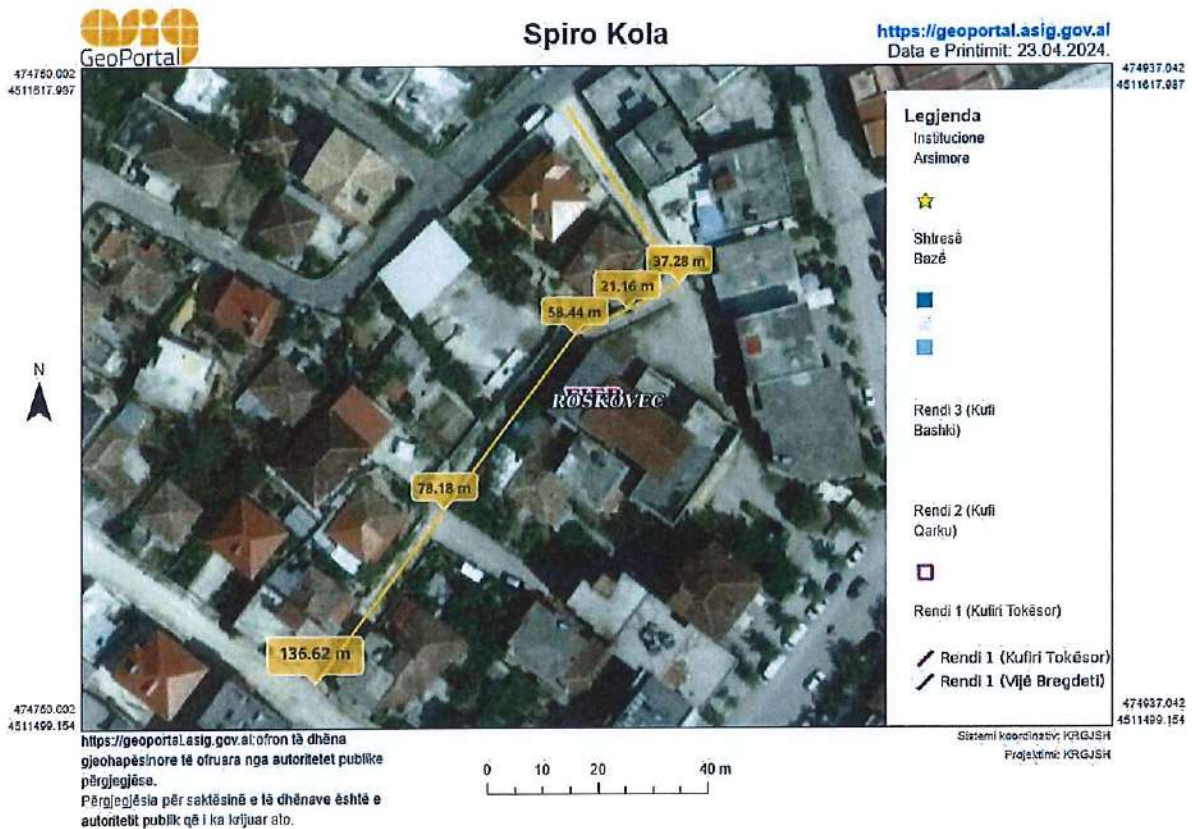 asig
GeoPortal
Spiro Kola
https://geoportal.asig.gov.al
Data e Printimit: 23.04.2024.
474760.002
4511617.987
474937.042
4511617.987
Legjenda
Institucione
Arsimore
Shtresë
Bazë
Rendi 3 (Kufi
Bashki)
Rendi 2 (Kufi
Qarku)
Rendi 1 (Kufiri Tokësor)
Rendi 1 (Kufiri Tokësor)
Rendi 1 (Vijë Bregdeti)
37.28 m
21.16 m
58.44 m
ROSKOVEC
78.18 m
136.62 m
N
474760.002
4511499.154
474937.042
4511499.154
https://geoportal.asig.gov.al:ofron të dhëna
gjeohapësinore të ofruara nga autoritetet publike
përgjegjëse.
Përgjegjësia për saktësinë e të dhënave është e
autoritetit publik që i ka krijuar ato.
0 10 20 40 m
Sistemi koordinativ: KRGJSH
Projektimi: KRGJSH